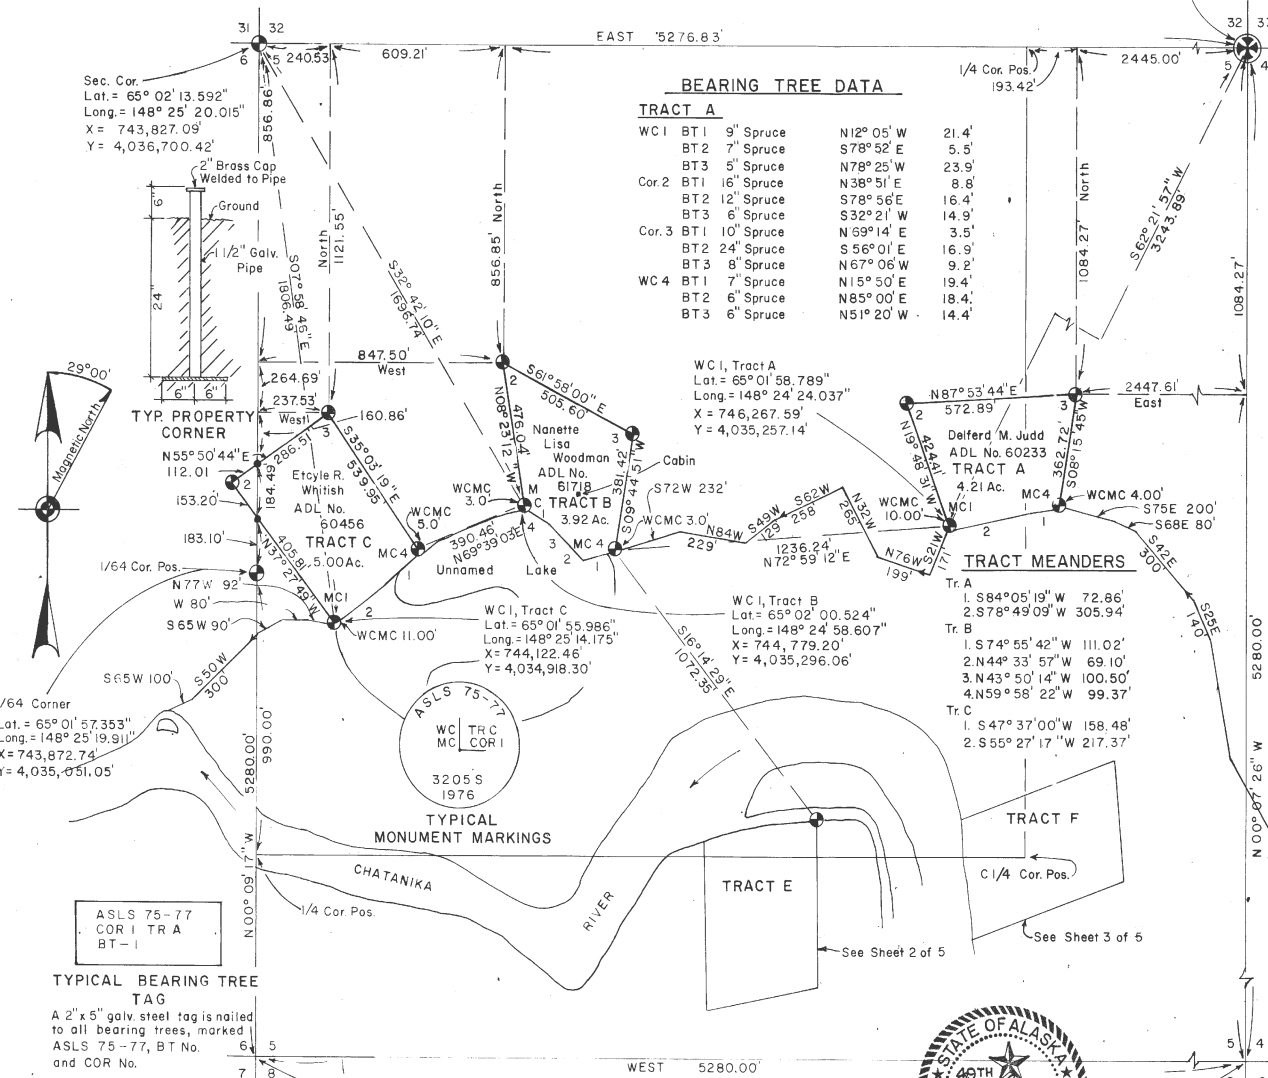 31 32
6 5
EAST 5276.83'
32 3
5 4
240.53
609.21'
1/4 Cor. Pos.
193.42'
2445.00'
Sec. Cor.
Lat. = 65° 02' 13.592"
Long. = 148° 25' 20.015"
X = 743,827.09'
Y = 4,036,700.42'
856.86'
2" Brass Cap
Welded to Pipe
Ground
1 1/2" Galv.
Pipe
6"
24"
6" 6"
TYP. PROPERTY
CORNER
29°00'
Magnetic North
North
1121.55'
S07° 58' 46" E
1806.49
S32° 42' 10" E
1696.74'
856.85' North
BEARING TREE DATA
TRACT A
WC1 BT1 9" Spruce N12° 05' W 21.4'
BT2 7" Spruce S78° 52' E 5.5'
BT3 5" Spruce N78° 25' W 23.9'
Cor. 2 BT1 16" Spruce N38° 51' E 8.8'
BT2 12" Spruce S78° 56' E 16.4'
BT3 6" Spruce S32° 21' W 14.9'
Cor. 3 BT1 10" Spruce N69° 14' E 3.5'
BT2 24" Spruce S56° 01' E 16.9'
BT3 8" Spruce N67° 06' W 9.2'
WC4 BT1 7" Spruce N15° 50' E 19.4'
BT2 6" Spruce N85° 00' E 18.4'
BT3 6" Spruce N51° 20' W 14.4'
1084.27' North
S62° 21' 57" W
3243.89'
1084.27'
847.50'
West
264.69'
237.53'
West
160.86'
3
286.51'
N55° 50' 44" E
112.01
153.20'
184.49'
183.10'
1/64 Cor. Pos.
S35° 03' 19" E
539.95
Etcyle R.
Whitish
ADL No.
60456
TRACT C
5.00 Ac.
405.81'
N37° 27' 49" W
WCMC
5.0'
MC4
MC1
2
1
WCMC 11.00'
N77W 92'
W 80'
S65W 90'
S50W
300'
S65W 100'
2
S61° 58' 00" E
505.60'
N08° 23' 12" W
476.04'
Nanette
Lisa
Woodman
ADL No.
61718
TRACT B
3.92 Ac.
3
381.42'
S09° 44' 51" W
Cabin
WCMC
3.0'
M
C
1
4
3
2
1
MC 4
390.46'
N69° 39' 03" E
Unnamed Lake
S72W 232'
WCMC 3.0'
229'
N84W
S49W
129'
S62W
258'
N32W
265'
1236.24'
N72° 59' 12" E
N76W
199'
S21W
171'
WC1, Tract A
Lat. = 65° 01' 58.789"
Long. = 148° 24' 24.037"
X = 746,267.59'
Y = 4,035,257.14'
N87° 53' 44" E
572.89'
2
3
N19° 48' 31" W
424.41'
Delferd M. Judd
ADL No. 60233
TRACT A
4.21 Ac.
362.72'
S08° 15' 45" W
2447.61'
East
WCMC
10.00'
MC1
2
MC4
1
WCMC 4.00'
S75E 200'
S68E 80'
S42E
300'
S25E
140'
TRACT MEANDERS
Tr. A
1. S84° 05' 19" W 72.86'
2. S78° 49' 09" W 305.94'
Tr. B
1. S74° 55' 42" W 111.02'
2. N44° 33' 57" W 69.10'
3. N43° 50' 14" W 100.50'
4. N59° 58' 22" W 99.37'
Tr. C
1. S47° 37' 00" W 158.48'
2. S55° 27' 17" W 217.37'
WC1, Tract C
Lat. = 65° 01' 55.986"
Long. = 148° 25' 14.175"
X = 744,122.46'
Y = 4,034,918.30'
WC1, Tract B
Lat. = 65° 02' 00.524"
Long. = 148° 24' 58.607"
X = 744,779.20'
Y = 4,035,296.06'
S16° 14' 29" E
1072.35'
1/64 Corner
Lat. = 65° 01' 57.353"
Long. = 148° 25' 19.911"
X = 743,872.74'
Y = 4,035,051.05'
ASLS 75-77
WC TRC
MC COR 1
3205 S
1976
TYPICAL
MONUMENT MARKINGS
5280.00'
990.00'
N 00° 09' 17" W
CHATANIKA
RIVER
1/4 Cor. Pos.
TRACT E
See Sheet 2 of 5
TRACT F
C 1/4 Cor. Pos.
See Sheet 3 of 5
5280.00'
N 00° 07' 26" W
ASLS 75-77
COR 1 TR A
BT-1
TYPICAL BEARING TREE
TAG
A 2" x 5" galv. steel tag is nailed
to all bearing trees, marked
ASLS 75-77, BT No.
and COR No.
6 5
7 8
WEST 5280.00'
5 4
STATE OF ALASKA
49TH